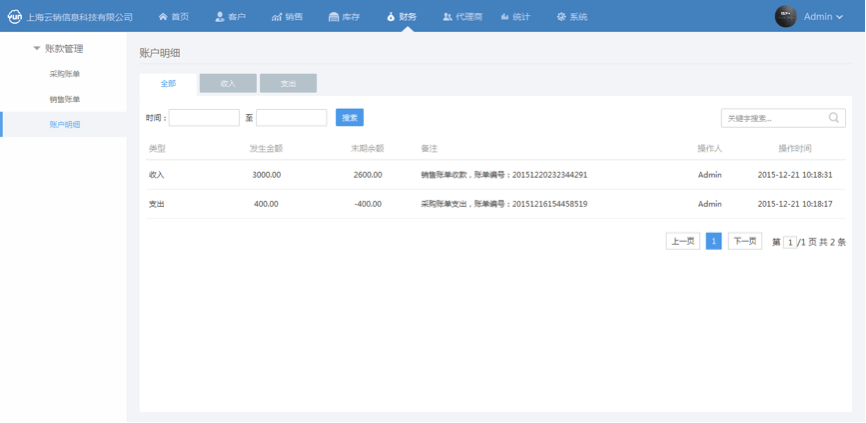 yun 上海云销信息科技有限公司 首页 客户 销售 库存 财务 代理商 统计 系统 Admin
账款管理
采购账单
销售账单
账户明细
账户明细
全部 收入 支出
时间： 至 搜索 关键字搜索...
类型 发生金额 末期余额 备注 操作人 操作时间
收入 3000.00 2600.00 销售账单收款，账单编号：20151220232344291 Admin 2015-12-21 10:18:31
支出 400.00 -400.00 采购账单支出，账单编号：20151216154458519 Admin 2015-12-21 10:18:17
上一页 1 下一页 第 1 /1 页 共 2 条